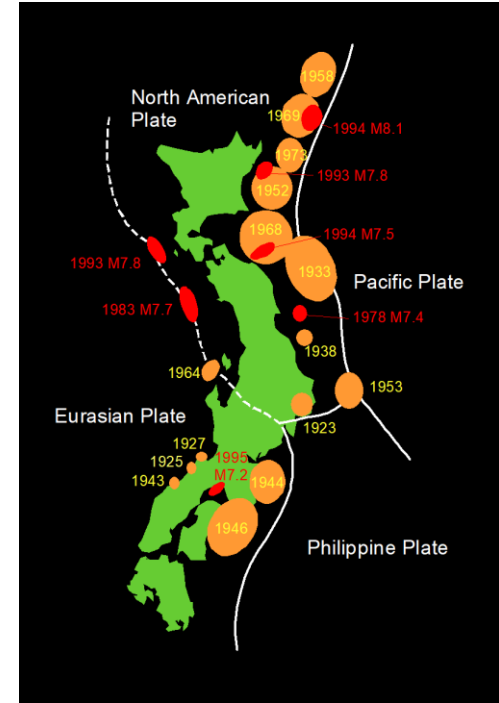 1958
North American
Plate
1969
1994 M8.1
1973
1993 M7.8
1952
1968
1994 M7.5
1993 M7.8
1933
Pacific Plate
1983 M7.7
1978 M7.4
1938
1964
1953
Eurasian Plate
1923
1927
1995
M7.2
1925
1943
1944
1946
Philippine Plate